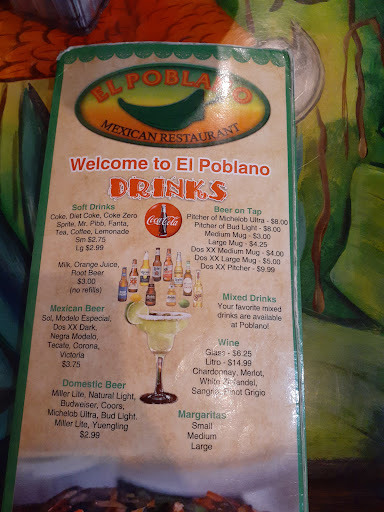 EL POBLANO
MEXICAN RESTAURANT
Welcome to El Poblano
DRINKS
Soft Drinks
Coke, Diet Coke, Coke Zero
Sprite, Mr. Pibb, Fanta,
Tea, Coffee, Lemonade
Sm $2.75
Lg $2.99
Milk, Orange Juice,
Root Beer
$3.00
(no refills)
Mexican Beer
Sol, Modelo Especial,
Dos XX Dark,
Negra Modelo,
Tecate, Corona,
Victoria
$3.75
Domestic Beer
Miller Lite, Natural Light,
Budweiser, Coors,
Michelob Ultra, Bud Light.
Miller Lite, Yuengling
$2.99
Coca-Cola
Beer on Tap
Pitcher of Michelob Ultra - $8.00
Pitcher of Bud Light - $8.00
Medium Mug - $3.00
Large Mug - $4.25
Dos XX Medium Mug - $4.00
Dos XX Large Mug - $5.00
Dos XX Pitcher - $9.99
Mixed Drinks
Your favorite mixed
drinks are available
at Poblano!
Wine
Glass - $6.25
Litro - $14.99
Chardonnay, Merlot,
White Zinfandel,
Sangria, Pinot Grigio
Margaritas
Small
Medium
Large